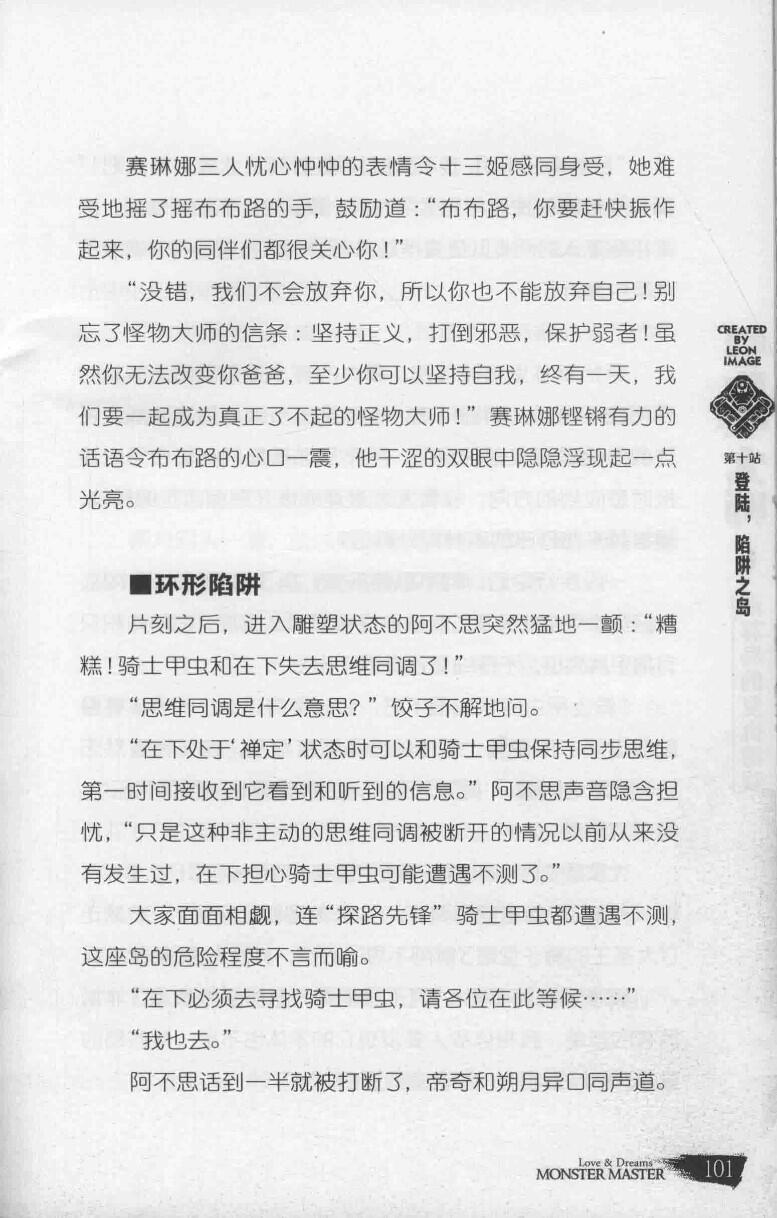 赛琳娜三人忧心忡忡的表情令十三姬感同身受，她难
受地摇了摇布布路的手，鼓励道：“布布路，你要赶快振作
起来，你的同伴们都很关心你！”
“没错，我们不会放弃你，所以你也不能放弃自己！别
忘了怪物大师的信条：坚持正义，打倒邪恶，保护弱者！虽
然你无法改变你爸爸，至少你可以坚持自我，终有一天，我
们要一起成为真正了不起的怪物大师！”赛琳娜铿锵有力的
话语令布布路的心口一震，他干涩的双眼中隐隐浮现起一点
光亮。
■环形陷阱
片刻之后，进入雕塑状态的阿不思突然猛地一颤：“糟
糕！骑士甲虫和在下失去思维同调了！”
“思维同调是什么意思？”饺子不解地问。
“在下处于‘禅定’状态时可以和骑士甲虫保持同步思维，
第一时间接收到它看到和听到的信息。”阿不思声音隐含担
忧，“只是这种非主动的思维同调被断开的情况以前从来没
有发生过，在下担心骑士甲虫可能遭遇不测了。”
大家面面相觑，连“探路先锋”骑士甲虫都遭遇不测，
这座岛的危险程度不言而喻。
“在下必须去寻找骑士甲虫，请各位在此等候……”
“我也去。”
阿不思话到一半就被打断了，帝奇和朔月异口同声道。
CREATED
BY
LEON
IMAGE
第十站
登陆，陷阱之岛
Love & Dreams
MONSTER MASTER
101